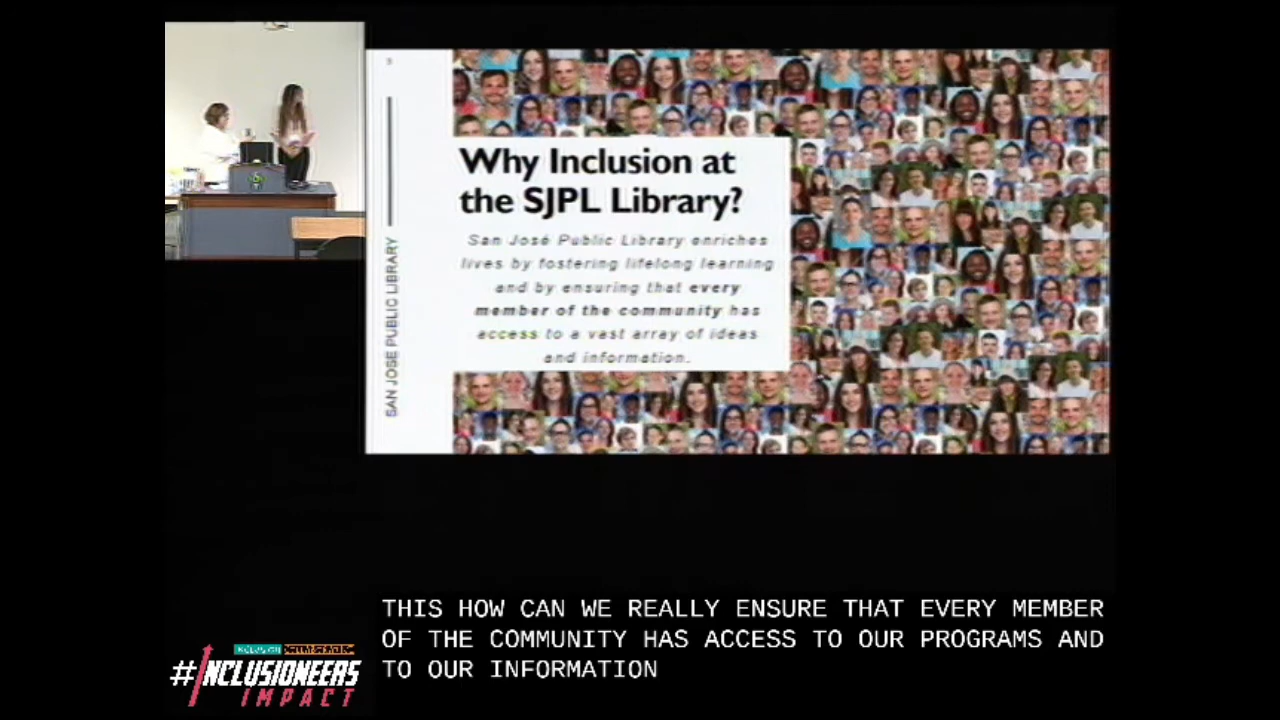 Why Inclusion at
the SJPL Library?
San José Public Library enriches
lives by fostering lifelong learning
and by ensuring that every
member of the community has
access to a vast array of ideas
and information.
SAN JOSE PUBLIC LIBRARY
THIS HOW CAN WE REALLY ENSURE THAT EVERY MEMBER
OF THE COMMUNITY HAS ACCESS TO OUR PROGRAMS AND
TO OUR INFORMATION
#INCLUSIONEERS
IMPACT